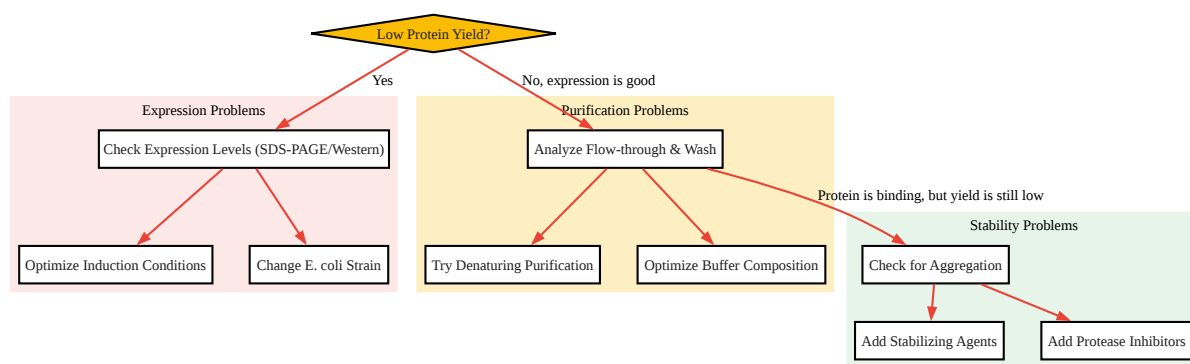 Low Protein Yield?
Yes
No, expression is good
Expression Problems
Purification Problems
Check Expression Levels (SDS-PAGE/Western)
Analyze Flow-through & Wash
Protein is binding, but yield is still low
Stability Problems
Optimize Induction Conditions
Change E. coli Strain
Try Denaturing Purification
Optimize Buffer Composition
Check for Aggregation
Add Stabilizing Agents
Add Protease Inhibitors